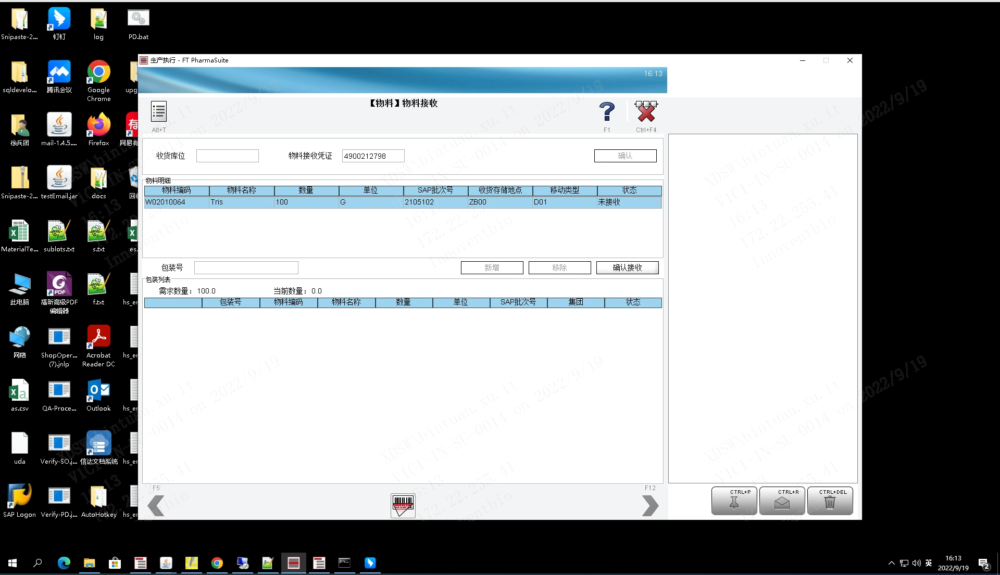 Snipaste-2...
钉钉
log
PD.bat
sqldevelo...
腾讯会议
Google Chrome
upg
徐兵团
mail-1.4.5....
Firefox
网易有
Snipaste-2...
testEmail.jar
docs
回收
MaterialTe...
sublots.txt
s.txt
es.
此电脑
福昕高级PDF编辑器
f.txt
hs_er
网络
ShopOper... (7).jnlp
Acrobat Reader DC
hs_er
as.csv
QA-Proce...
Outlook
hs_er
uda
Verify-SO.j...
信达文档系统
hs_er
SAP Logon
Verify-PD.j...
AutoHotkey
hs_er
生产执行 - FT PharmaSuite
16:13
【物料】物料接收
Alt+T
F1
Ctrl+F4
收货库位
物料接收凭证 4900212798
确认
物料明细
物料编码 物料名称 数量 单位 SAP批次号 收货存储地点 移动类型 状态
W02010064 Tris 100 G 2105102 ZB00 D01 未接收
包装号
新增 移除 确认接收
包装列表
需求数量： 100.0 当前数量： 0.0
包装号 物料编码 物料名称 数量 单位 SAP批次号 集团 状态
F5
F12
CTRL+P
CTRL+R
CTRL+DEL
XDSW\bintuan.xu.it
V1C1-IN-SU-0014 on 2022/9/19
16:13
172.22.255.41
Innoventbio
英
16:13
2022/9/19
2